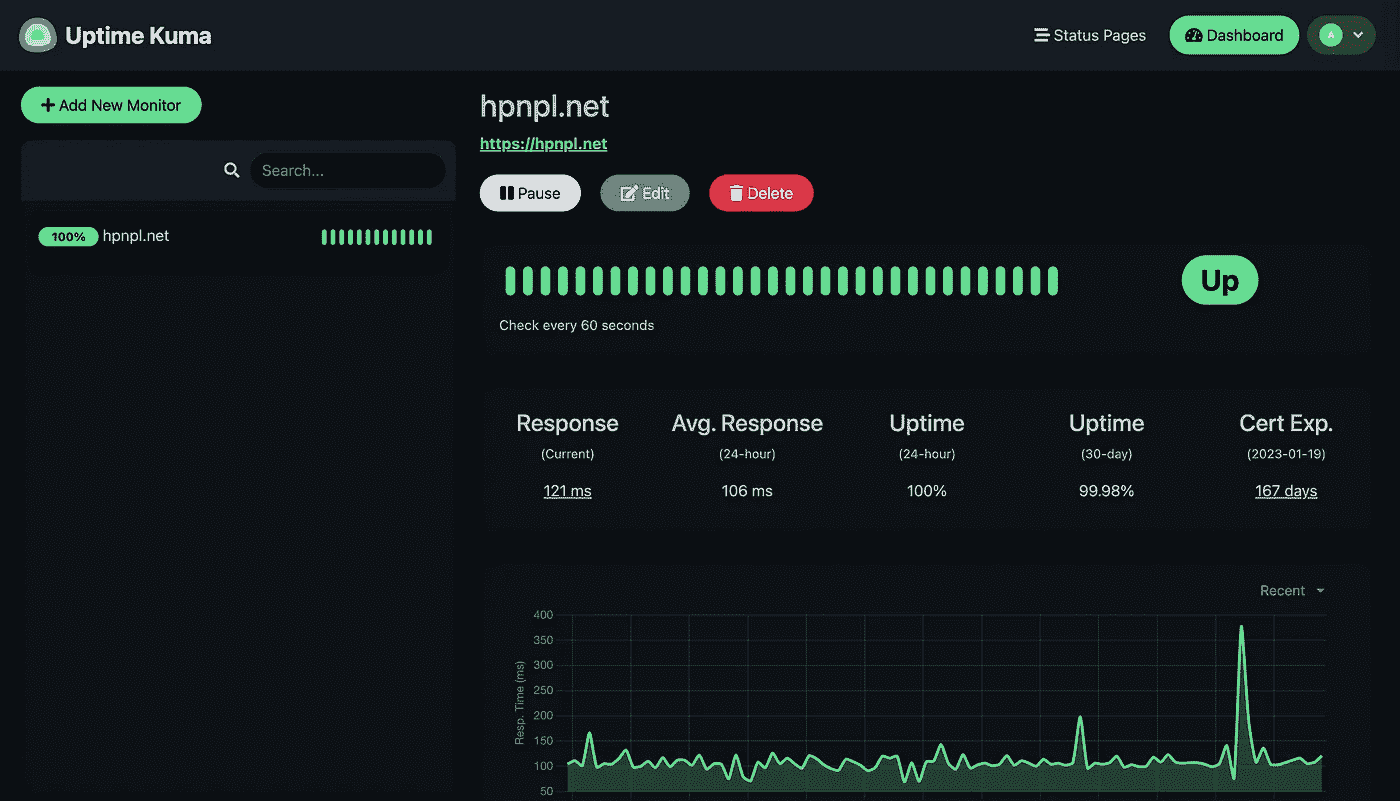 Uptime Kuma
Status Pages
Dashboard
A
Add New Monitor
Search...
100% hpnpl.net
hpnpl.net
https://hpnpl.net
Pause Edit Delete
Up
Check every 60 seconds
Response Avg. Response Uptime Uptime Cert Exp.
(Current) (24-hour) (24-hour) (30-day) (2023-01-19)
121 ms 106 ms 100% 99.98% 167 days
Recent
Resp. Time (ms)
400
350
300
250
200
150
100
50